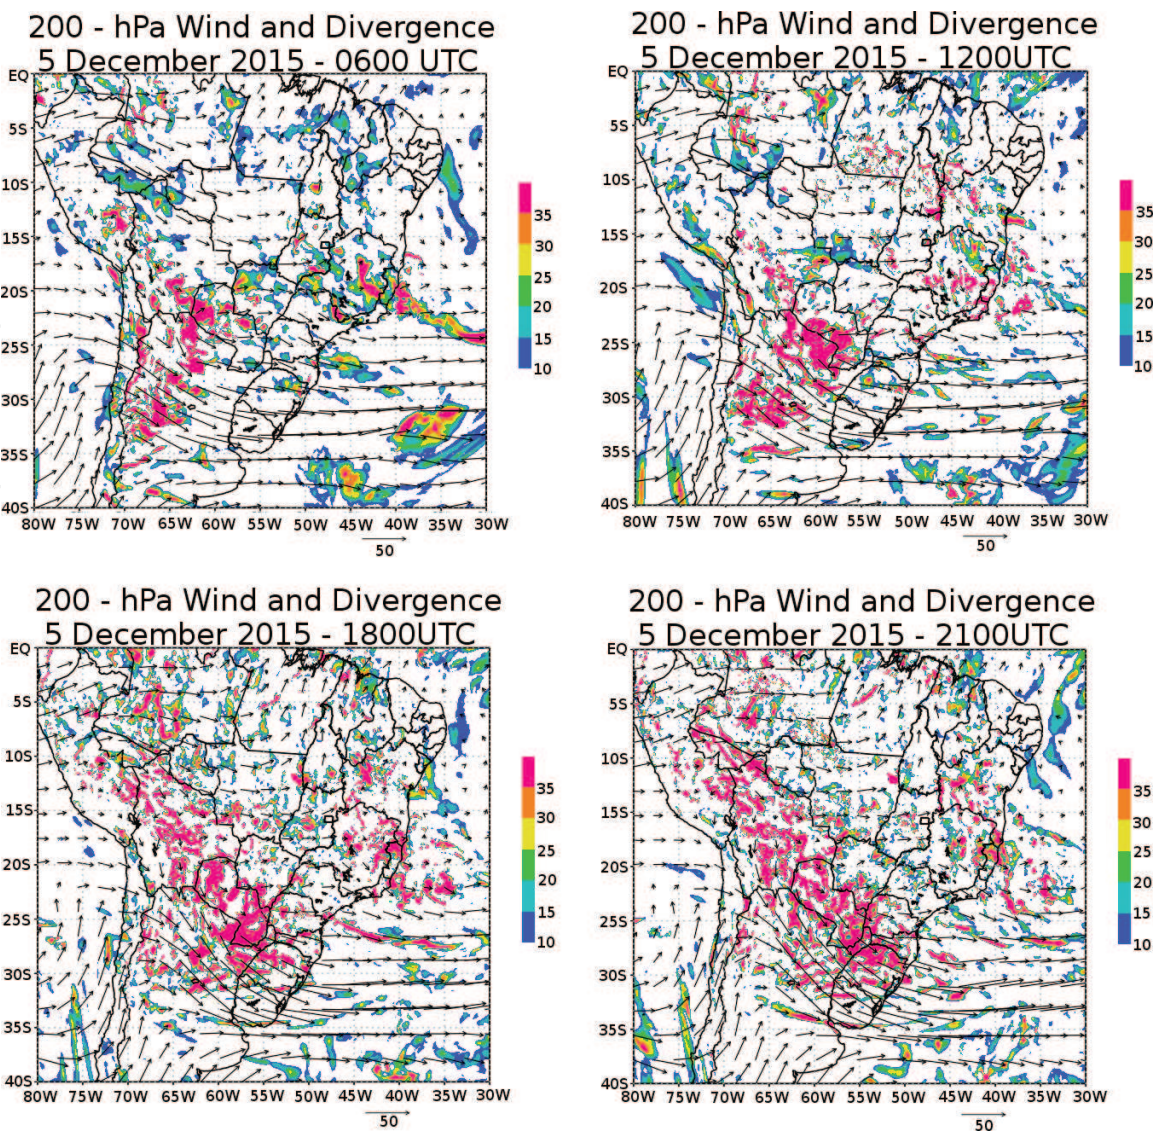 200 - hPa Wind and Divergence
5 December 2015 - 0600 UTC
EQ
5S
10S
15S
20S
25S
30S
35S
40S
80W 75W 70W 65W 60W 55W 50W 45W 40W 35W 30W
50
35
30
25
20
15
10
200 - hPa Wind and Divergence
5 December 2015 - 1200UTC
EQ
5S
10S
15S
20S
25S
30S
35S
40S
80W 75W 70W 65W 60W 55W 50W 45W 40W 35W 30W
50
35
30
25
20
15
10
200 - hPa Wind and Divergence
5 December 2015 - 1800UTC
EQ
5S
10S
15S
20S
25S
30S
35S
40S
80W 75W 70W 65W 60W 55W 50W 45W 40W 35W 30W
50
35
30
25
20
15
10
200 - hPa Wind and Divergence
5 December 2015 - 2100UTC
EQ
5S
10S
15S
20S
25S
30S
35S
40S
80W 75W 70W 65W 60W 55W 50W 45W 40W 35W 30W
50
35
30
25
20
15
10